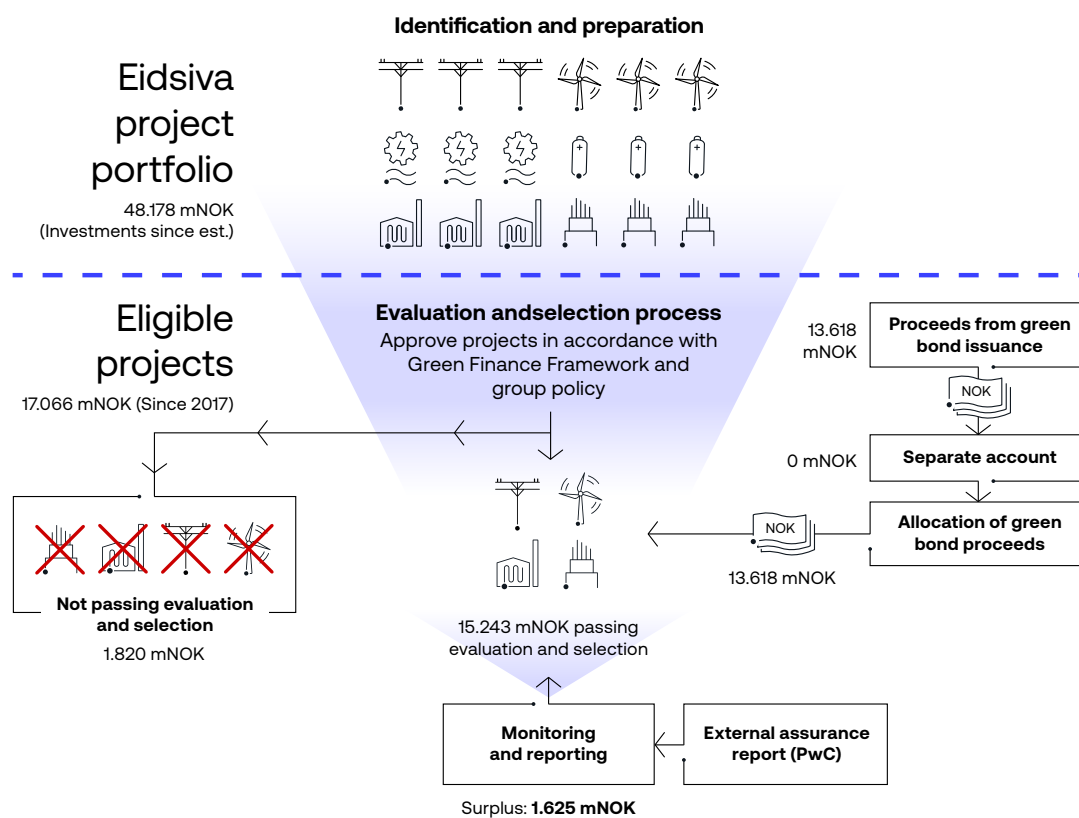 Identification and preparation
Eidsiva
project
portfolio
48.178 mNOK
(Investments since est.)
Eligible
projects
17.066 mNOK (Since 2017)
Evaluation andselection process
Approve projects in accordance with
Green Finance Framework and
group policy
13.618
mNOK
Proceeds from green
bond issuance
NOK
0 mNOK
Separate account
Allocation of green
bond proceeds
NOK
13.618 mNOK
Not passing evaluation
and selection
1.820 mNOK
15.243 mNOK passing
evaluation and selection
Monitoring
and reporting
External assurance
report (PwC)
Surplus: 1.625 mNOK